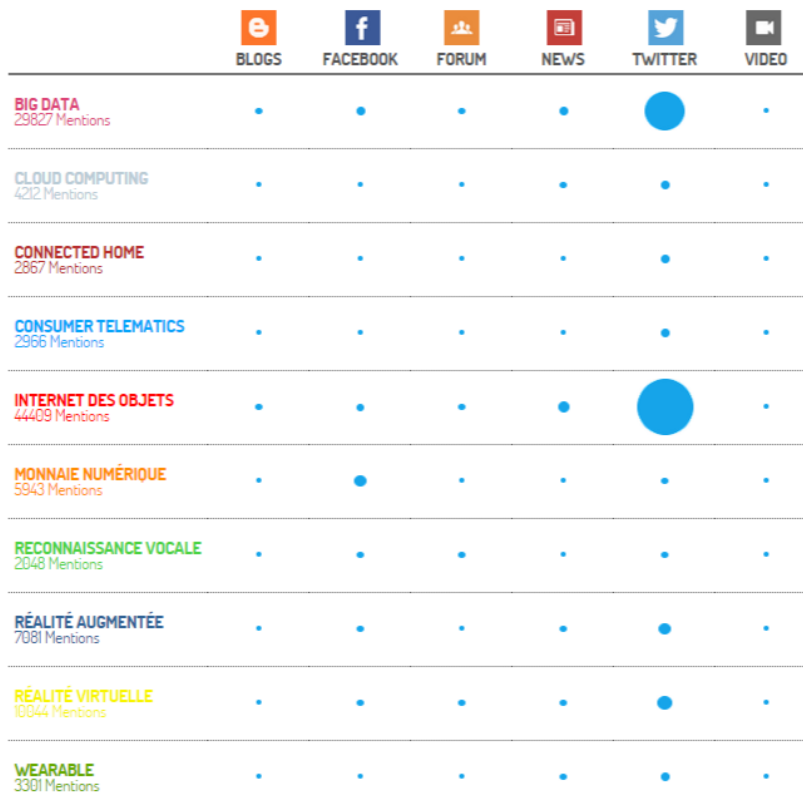 BLOGS FACEBOOK FORUM NEWS TWITTER VIDEO
BIG DATA
29827 Mentions
CLOUD COMPUTING
4212 Mentions
CONNECTED HOME
2867 Mentions
CONSUMER TELEMATICS
2966 Mentions
INTERNET DES OBJETS
44409 Mentions
MONNAIE NUMÉRIQUE
5943 Mentions
RECONNAISSANCE VOCALE
2048 Mentions
RÉALITÉ AUGMENTÉE
7081 Mentions
RÉALITÉ VIRTUELLE
10044 Mentions
WEARABLE
3301 Mentions